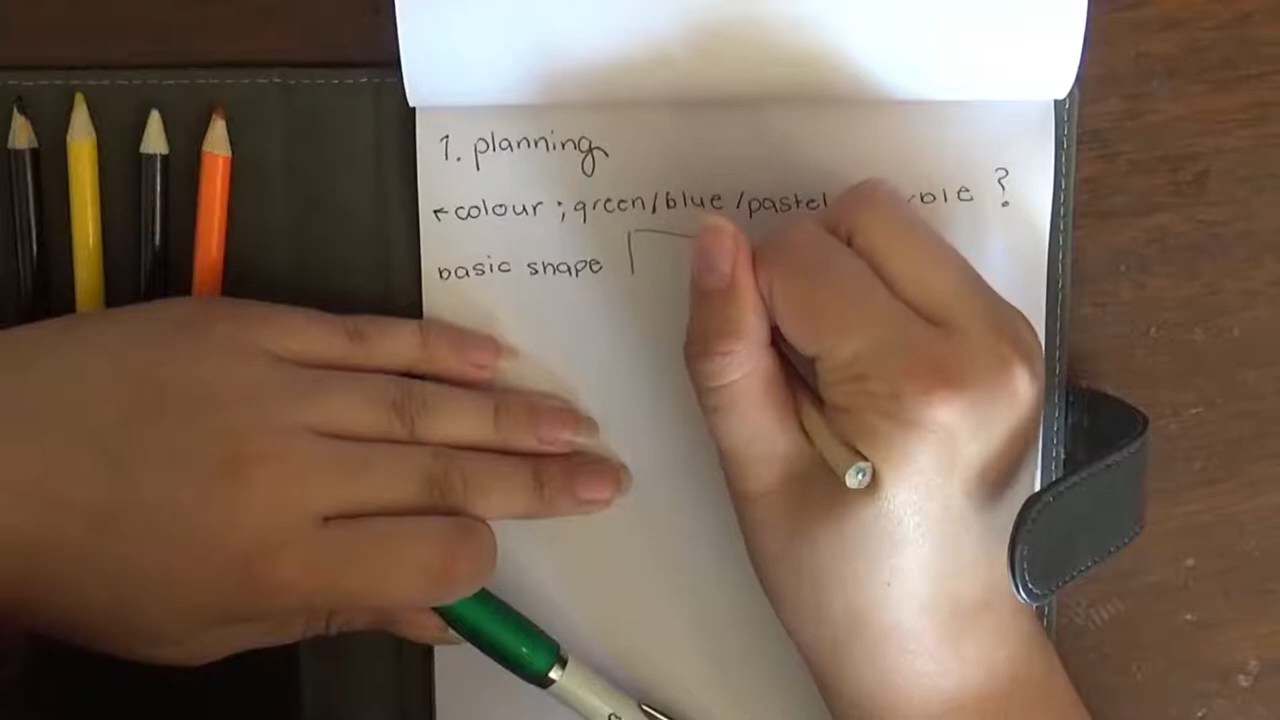 1. planning
←colour ; green/blue /pastel ?
basic shape